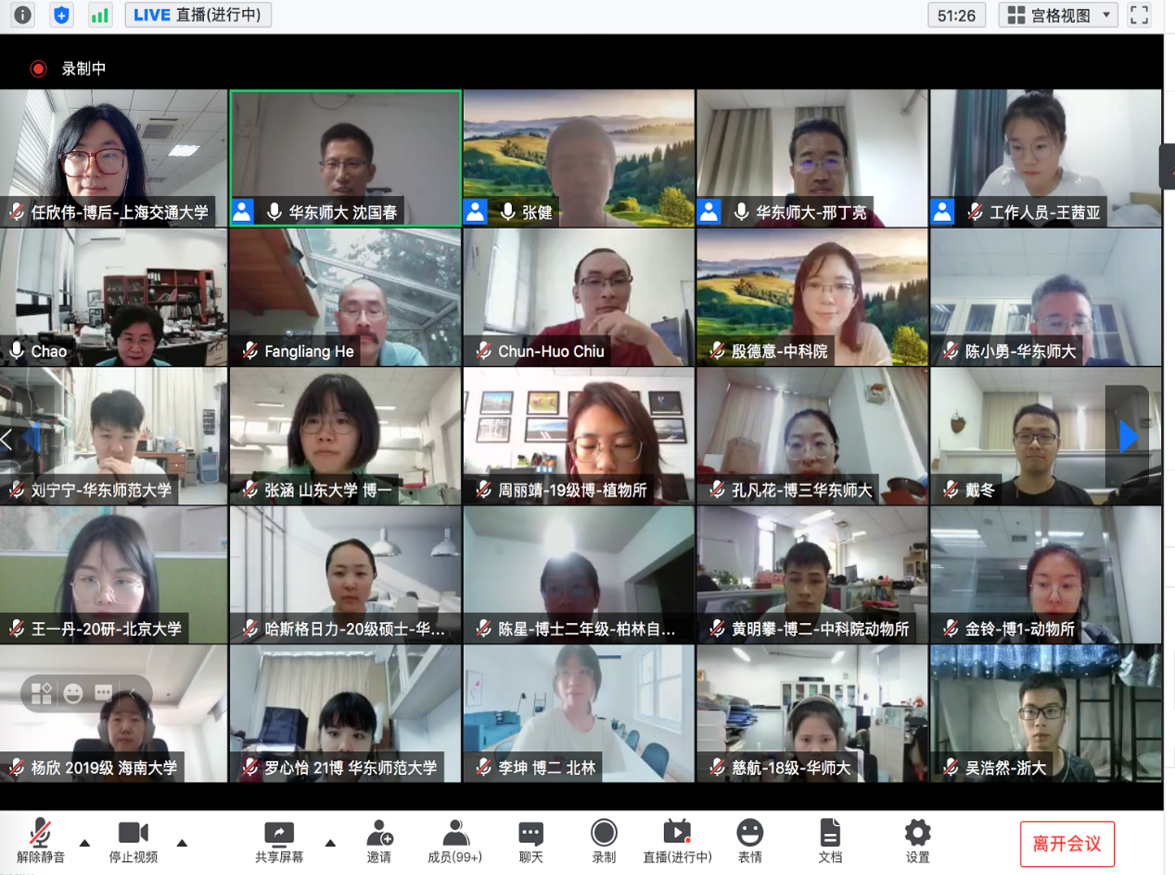 LIVE 直播(进行中)
51:26
宫格视图
录制中
任欣伟-博后-上海交通大学
华东师大 沈国春
张健
华东师大-邢丁亮
工作人员-王茜亚
Chao
Fangliang He
Chun-Huo Chiu
殷德意-中科院
陈小勇-华东师大
刘宁宁-华东师范大学
张涵 山东大学 博一
周丽靖-19级博-植物所
孔凡花-博三华东师大
戴冬
王一丹-20研-北京大学
哈斯格日力-20级硕士-华...
陈星-博士二年级-柏林自...
黄明攀-博二-中科院动物所
金铃-博1-动物所
杨欣 2019级 海南大学
罗心怡 21博 华东师范大学
李坤 博二 北林
慈航-18级-华师大
吴浩然-浙大
解除静音
停止视频
共享屏幕
邀请
成员(99+)
聊天
录制
直播(进行中)
表情
文档
设置
离开会议